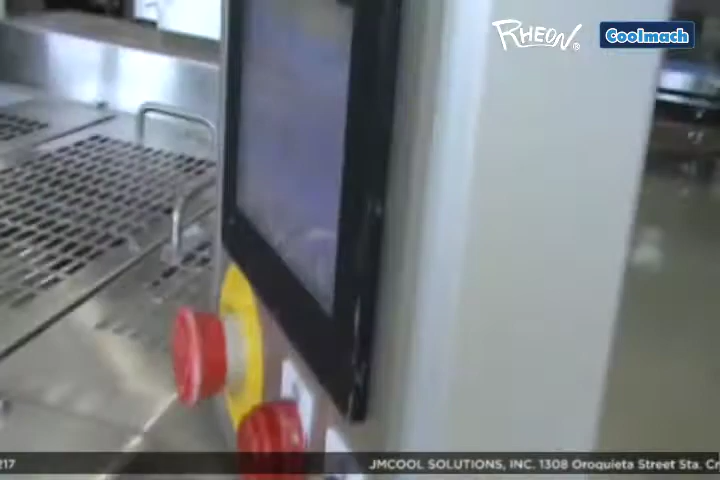 RHEON®
Coolmach
217
JMCOOL SOLUTIONS, INC. 1308 Oroquieta Street Sta. Cr